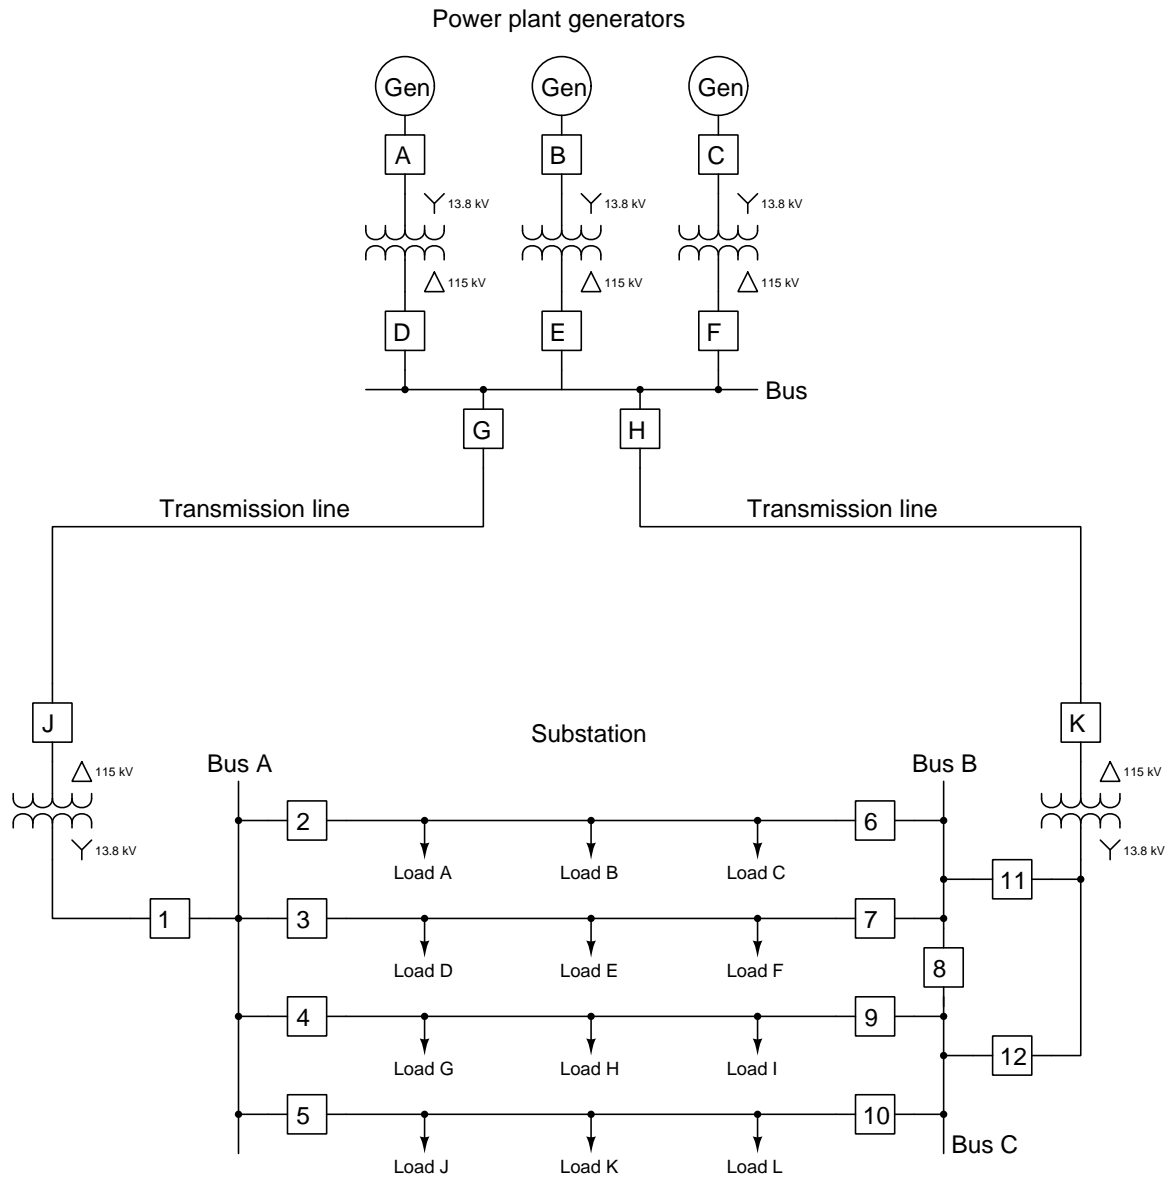 Power plant generators
Gen Gen Gen
A B C
13.8 kV 13.8 kV 13.8 kV
115 kV 115 kV 115 kV
D E F
Bus
G H
Transmission line Transmission line
J K
Substation
Bus A Bus B
115 kV 115 kV
2 6
13.8 kV 13.8 kV
Load A Load B Load C
11
1 3 7
8
Load D Load E Load F
4 9
12
Load G Load H Load I
5 10
Bus C
Load J Load K Load L